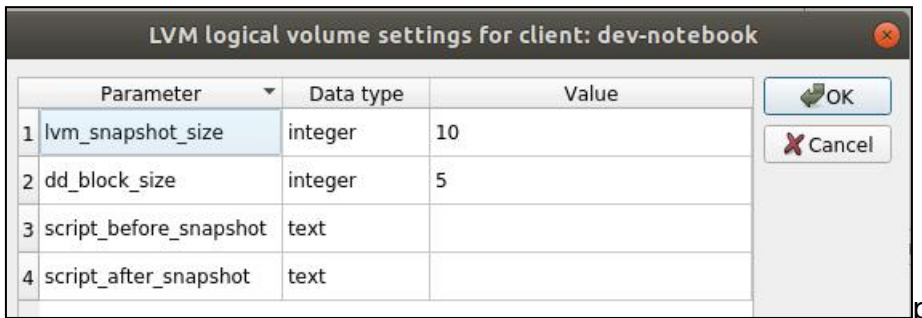 LVM logical volume settings for client: dev-notebook
Parameter Data type Value
OK
1 lvm_snapshot_size integer 10
Cancel
2 dd_block_size integer 5
3 script_before_snapshot text
4 script_after_snapshot text